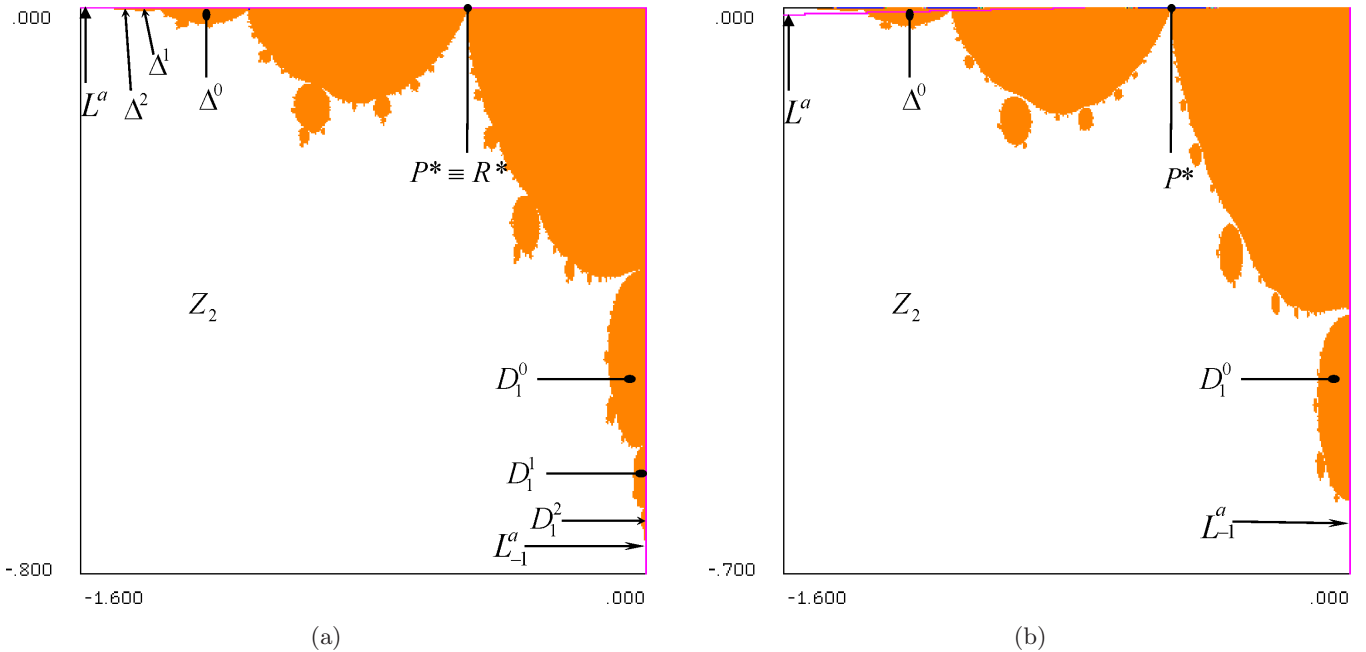 .000
L^a
Δ^2
Δ^1
Δ^0
P* ≡ R*
Z_2
D_1^0
D_1^1
D_1^2
L_{-1}^a
-.800
-1.600
.000
(a)
.000
L^a
Δ^0
P*
Z_2
D_1^0
L_{-1}^a
-.700
-1.600
.000
(b)